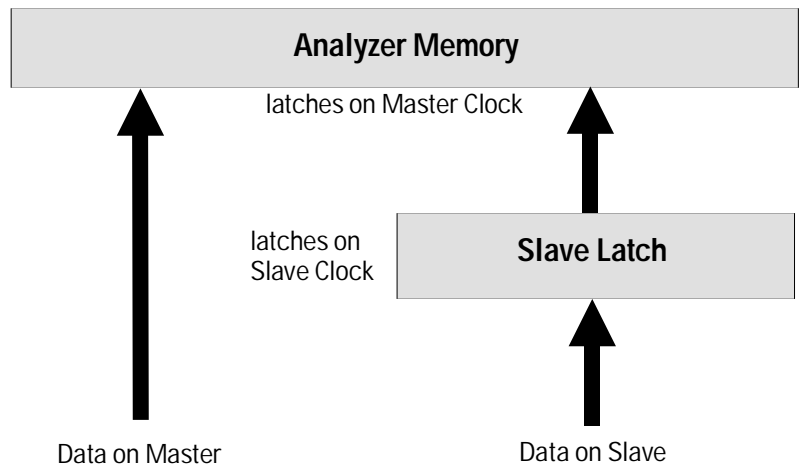 Analyzer Memory
latches on Master Clock
latches on
Slave Clock
Slave Latch
Data on Master
Data on Slave